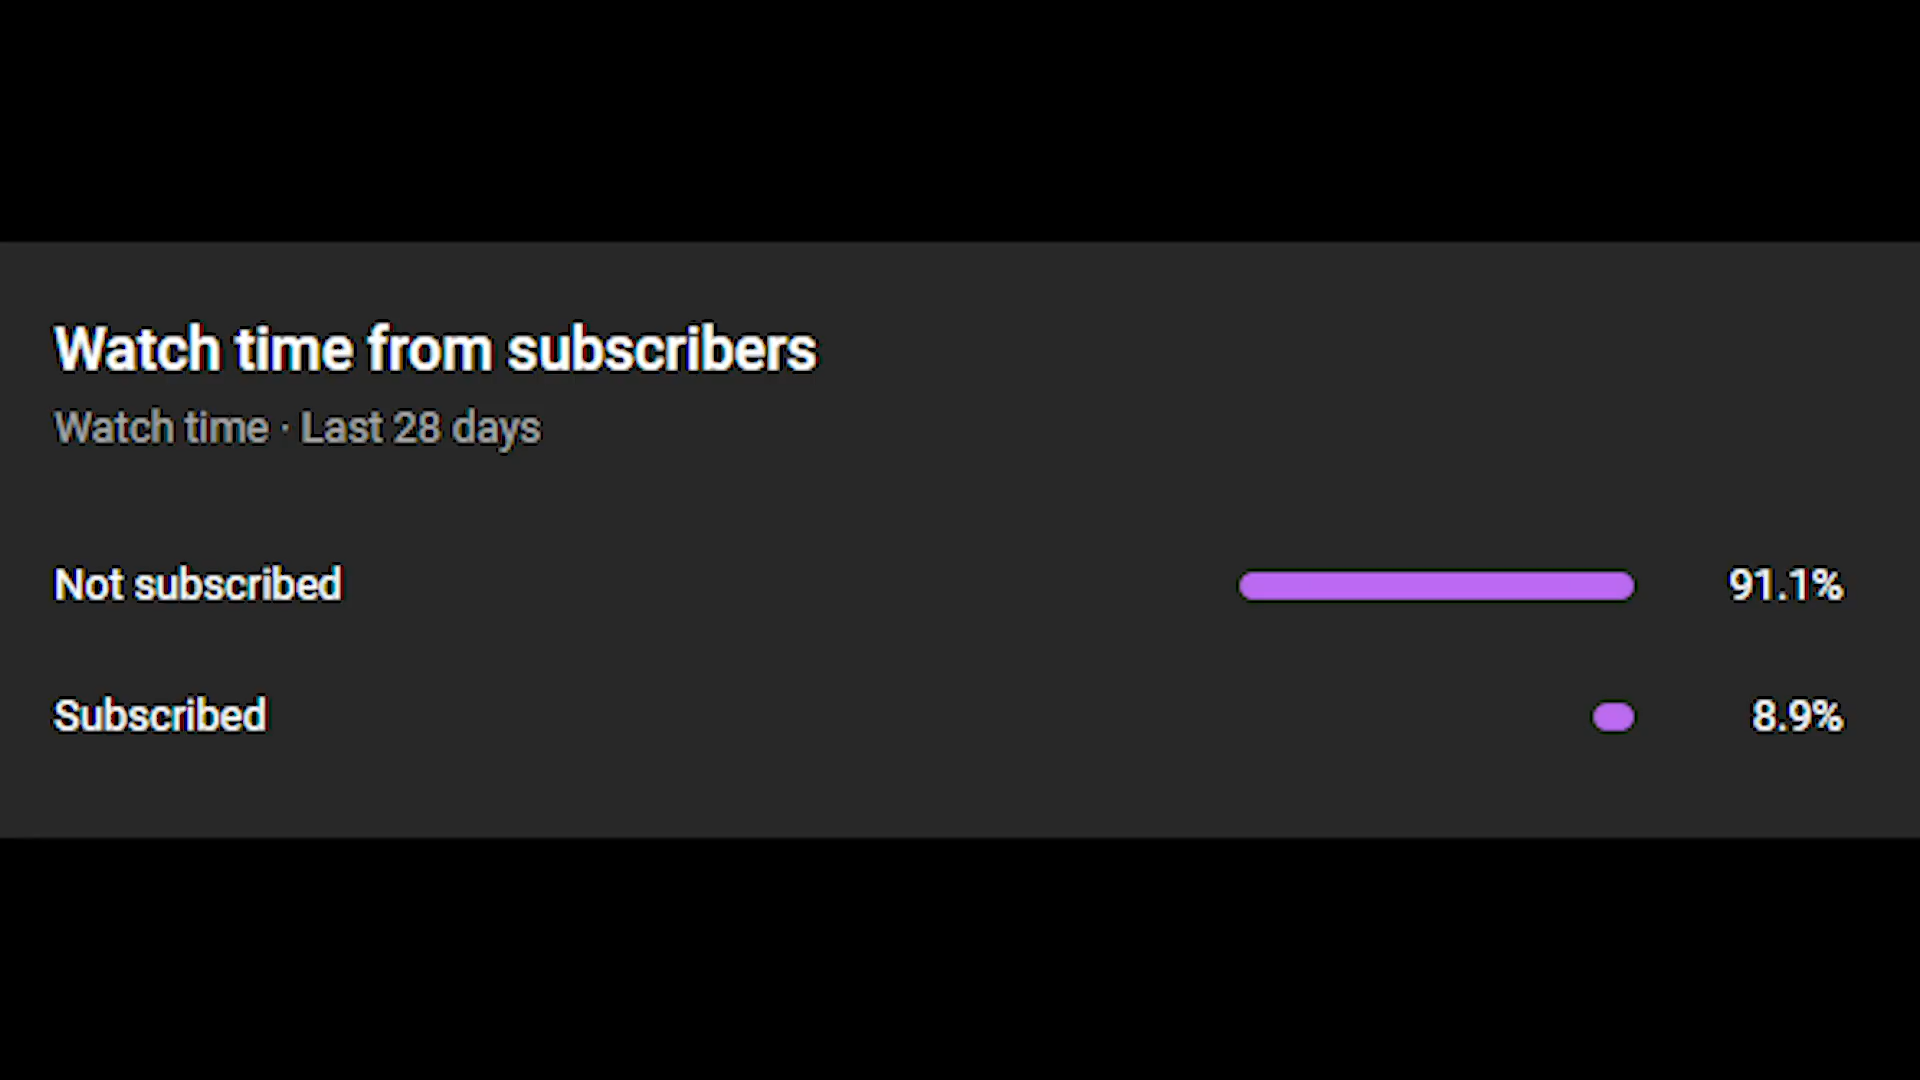 Watch time from subscribers
Watch time · Last 28 days
Not subscribed 91.1%
Subscribed 8.9%